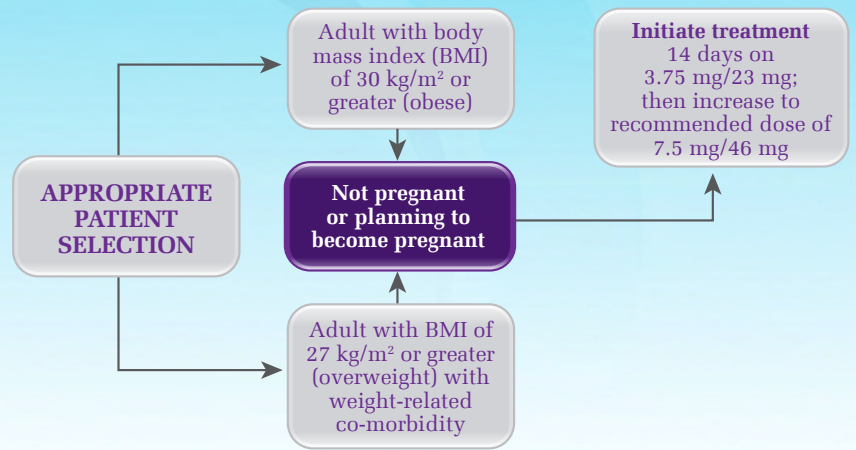 APPROPRIATE
PATIENT
SELECTION
Adult with body
mass index (BMI)
of 30 kg/m² or
greater (obese)
Not pregnant
or planning to
become pregnant
Adult with BMI of
27 kg/m² or greater
(overweight) with
weight-related
co-morbidity
Initiate treatment
14 days on
3.75 mg/23 mg;
then increase to
recommended dose of
7.5 mg/46 mg